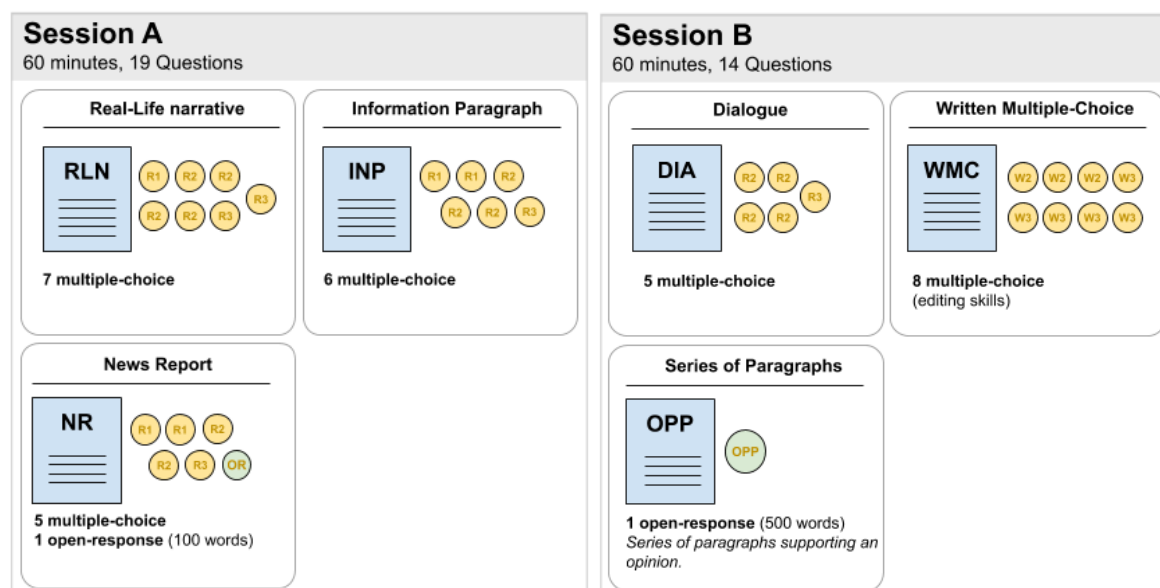 Session A
60 minutes, 19 Questions
Real-Life narrative
RLN
R1 R2 R2
R3
R2 R2 R3
7 multiple-choice
Information Paragraph
INP
R1 R1 R2
R2 R2 R3
6 multiple-choice
News Report
NR
R1 R1 R2
R2 R3 OR
5 multiple-choice
1 open-response (100 words)
Session B
60 minutes, 14 Questions
Dialogue
DIA
R2 R2
R3
R2 R2
5 multiple-choice
Written Multiple-Choice
WMC
W2 W2 W2 W3
W3 W3 W3 W3
8 multiple-choice
(editing skills)
Series of Paragraphs
OPP
OPP
1 open-response (500 words)
Series of paragraphs supporting an
opinion.